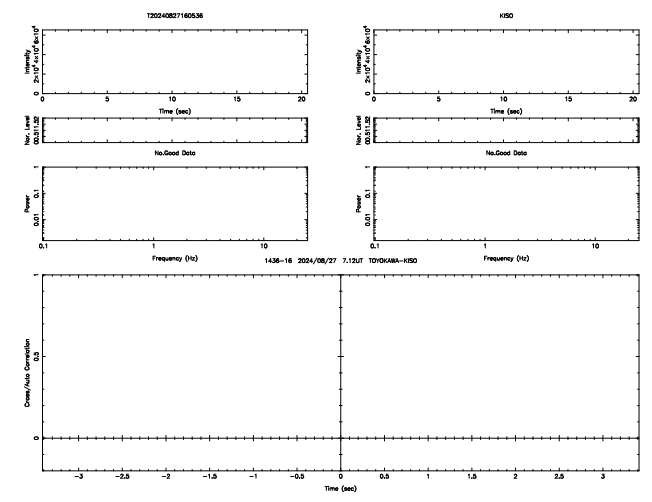 T20240827160536
KISO
Intensity
0 2×10⁴ 4×10⁴ 6×10⁴
0 5 10 15 20
Time (sec)
Intensity
0 2×10⁴ 4×10⁴ 6×10⁴
0 5 10 15 20
Time (sec)
Nor. Level
00.511.52
Nor. Level
00.511.52
No.Good Data
No.Good Data
Power
0.01 0.1 1
0.1 1 10
Frequency (Hz)
Power
0.01 0.1 1
0.1 1 10
Frequency (Hz)
1436-16 2024/08/27 7.12UT TOYOKAWA-KISO
Cross/Auto Correlation
0 0.5 1
-3 -2.5 -2 -1.5 -1 -0.5 0 0.5 1 1.5 2 2.5 3
Time (sec)